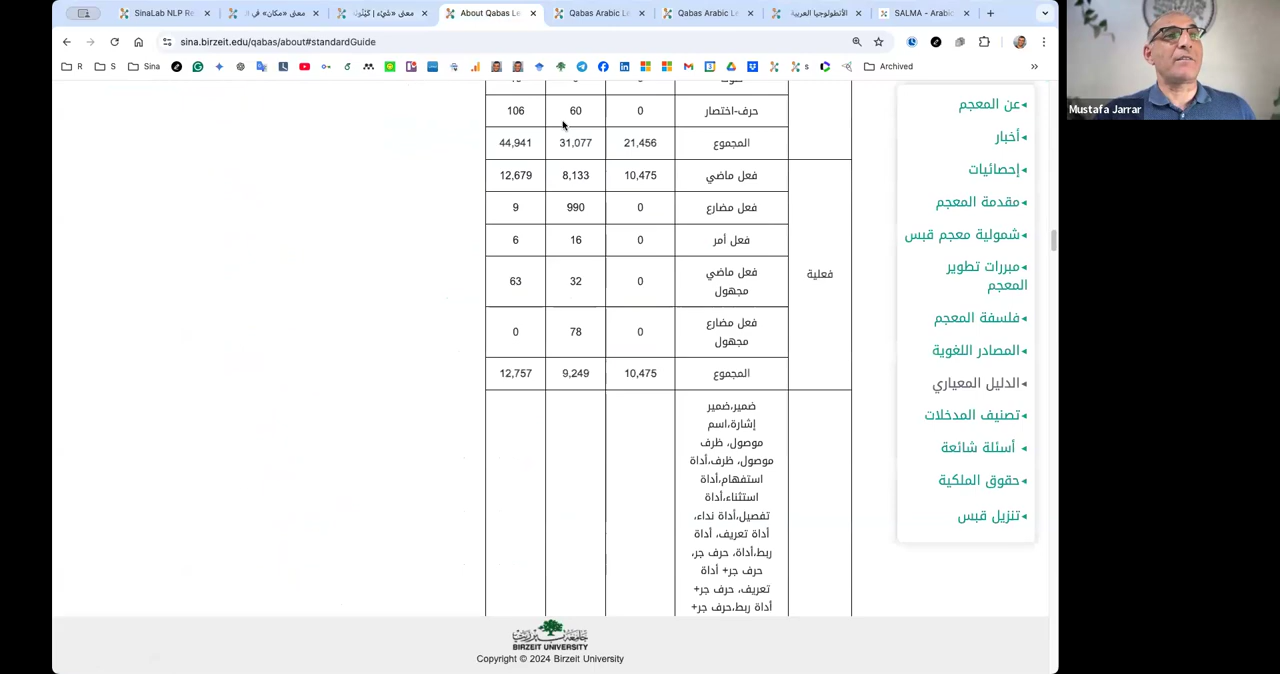 SinaLab NLP Re
معنى «مكان» في ال
معنى «شيْء | كَيْنُو
About Qabas Le
Qabas Arabic Le
Qabas Arabic Le
الأنطولوجيا العربية
SALMA - Arabic
sina.birzeit.edu/qabas/about#standardGuide
R
S
Sina
s
Archived
Mustafa Jarrar
106 60 0 حرف-اختصار
44,941 31,077 21,456 المجموع
12,679 8,133 10,475 فعل ماضي
9 990 0 فعل مضارع
6 16 0 فعل أمر
فعلية
63 32 0 فعل ماضي
مجهول
0 78 0 فعل مضارع
مجهول
12,757 9,249 10,475 المجموع
ضمير،ضمير
إشارة،اسم
موصول، ظرف
موصول، ظرف،أداة
استفهام،أداة
استثناء،أداة
تفصيل،أداة نداء،
أداة تعريف، أداة
ربط،أداة، حرف جر،
حرف جر+ أداة
تعريف، حرف جر+
أداة ربط،حرف جر+
عن المعجم
أخبار
إحصائيات
مقدمة المعجم
شمولية معجم قبس
مبررات تطوير
المعجم
فلسفة المعجم
المصادر اللغوية
الدليل المعياري
تصنيف المدخلات
أسئلة شائعة
حقوق الملكية
تنزيل قبس
BIRZEIT UNIVERSITY
Copyright © 2024 Birzeit University